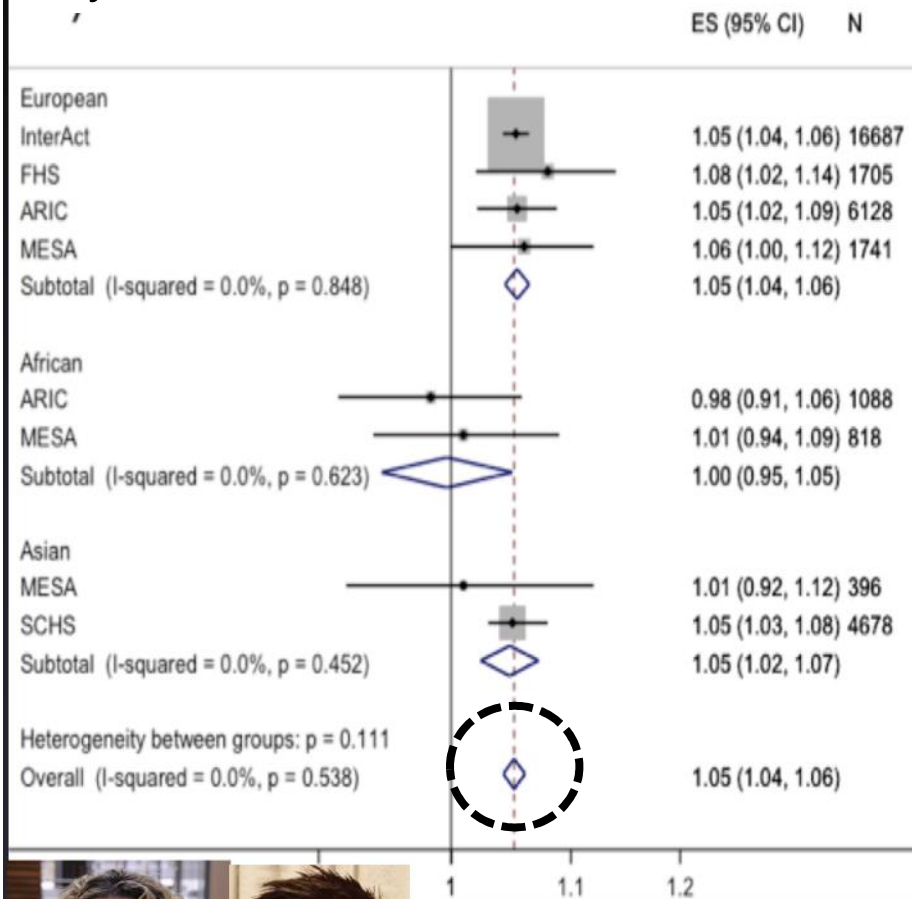 ES (95% CI) N
European
InterAct 1.05 (1.04, 1.06) 16687
FHS 1.08 (1.02, 1.14) 1705
ARIC 1.05 (1.02, 1.09) 6128
MESA 1.06 (1.00, 1.12) 1741
Subtotal (I-squared = 0.0%, p = 0.848) 1.05 (1.04, 1.06)
African
ARIC 0.98 (0.91, 1.06) 1088
MESA 1.01 (0.94, 1.09) 818
Subtotal (I-squared = 0.0%, p = 0.623) 1.00 (0.95, 1.05)
Asian
MESA 1.01 (0.92, 1.12) 396
SCHS 1.05 (1.03, 1.08) 4678
Subtotal (I-squared = 0.0%, p = 0.452) 1.05 (1.02, 1.07)
Heterogeneity between groups: p = 0.111
Overall (I-squared = 0.0%, p = 0.538) 1.05 (1.04, 1.06)
1 1.1 1.2